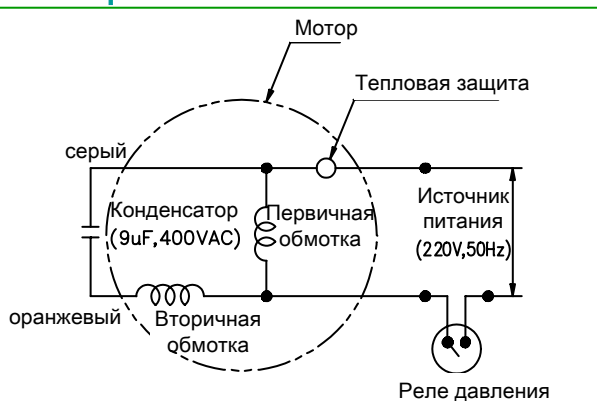 Мотор
Тепловая защита
серый
Конденсатор
(9uF,400VAC)
Первичная
обмотка
Источник
питания
(220V,50Hz)
оранжевый
Вторичная
обмотка
Реле давления